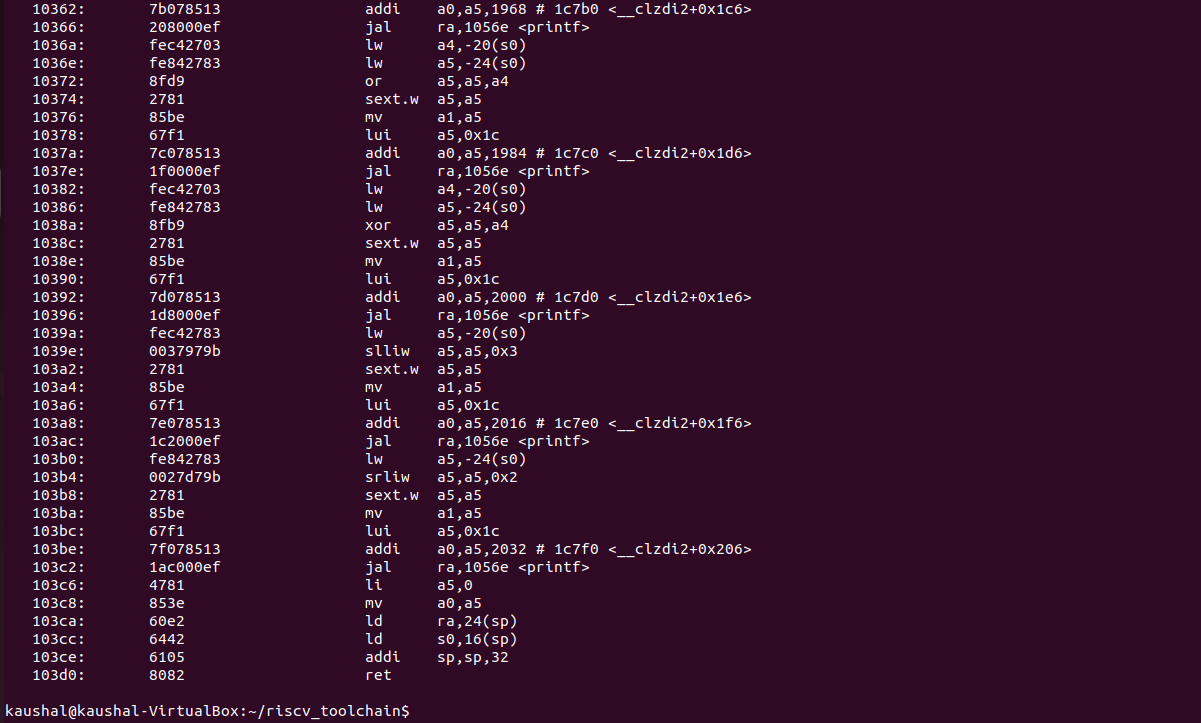 10362: 7b078513 addi a0,a5,1968 # 1c7b0 <__clzdi2+0x1c6>
10366: 208000ef jal ra,1056e <printf>
1036a: fec42703 lw a4,-20(s0)
1036e: fe842783 lw a5,-24(s0)
10372: 8fd9 or a5,a5,a4
10374: 2781 sext.w a5,a5
10376: 85be mv a1,a5
10378: 67f1 lui a5,0x1c
1037a: 7c078513 addi a0,a5,1984 # 1c7c0 <__clzdi2+0x1d6>
1037e: 1f0000ef jal ra,1056e <printf>
10382: fec42703 lw a4,-20(s0)
10386: fe842783 lw a5,-24(s0)
1038a: 8fb9 xor a5,a5,a4
1038c: 2781 sext.w a5,a5
1038e: 85be mv a1,a5
10390: 67f1 lui a5,0x1c
10392: 7d078513 addi a0,a5,2000 # 1c7d0 <__clzdi2+0x1e6>
10396: 1d8000ef jal ra,1056e <printf>
1039a: fec42783 lw a5,-20(s0)
1039e: 0037979b slliw a5,a5,0x3
103a2: 2781 sext.w a5,a5
103a4: 85be mv a1,a5
103a6: 67f1 lui a5,0x1c
103a8: 7e078513 addi a0,a5,2016 # 1c7e0 <__clzdi2+0x1f6>
103ac: 1c2000ef jal ra,1056e <printf>
103b0: fe842783 lw a5,-24(s0)
103b4: 0027d79b srliw a5,a5,0x2
103b8: 2781 sext.w a5,a5
103ba: 85be mv a1,a5
103bc: 67f1 lui a5,0x1c
103be: 7f078513 addi a0,a5,2032 # 1c7f0 <__clzdi2+0x206>
103c2: 1ac000ef jal ra,1056e <printf>
103c6: 4781 li a5,0
103c8: 853e mv a0,a5
103ca: 60e2 ld ra,24(sp)
103cc: 6442 ld s0,16(sp)
103ce: 6105 addi sp,sp,32
103d0: 8082 ret
kaushal@kaushal-VirtualBox:~/riscv_toolchain$